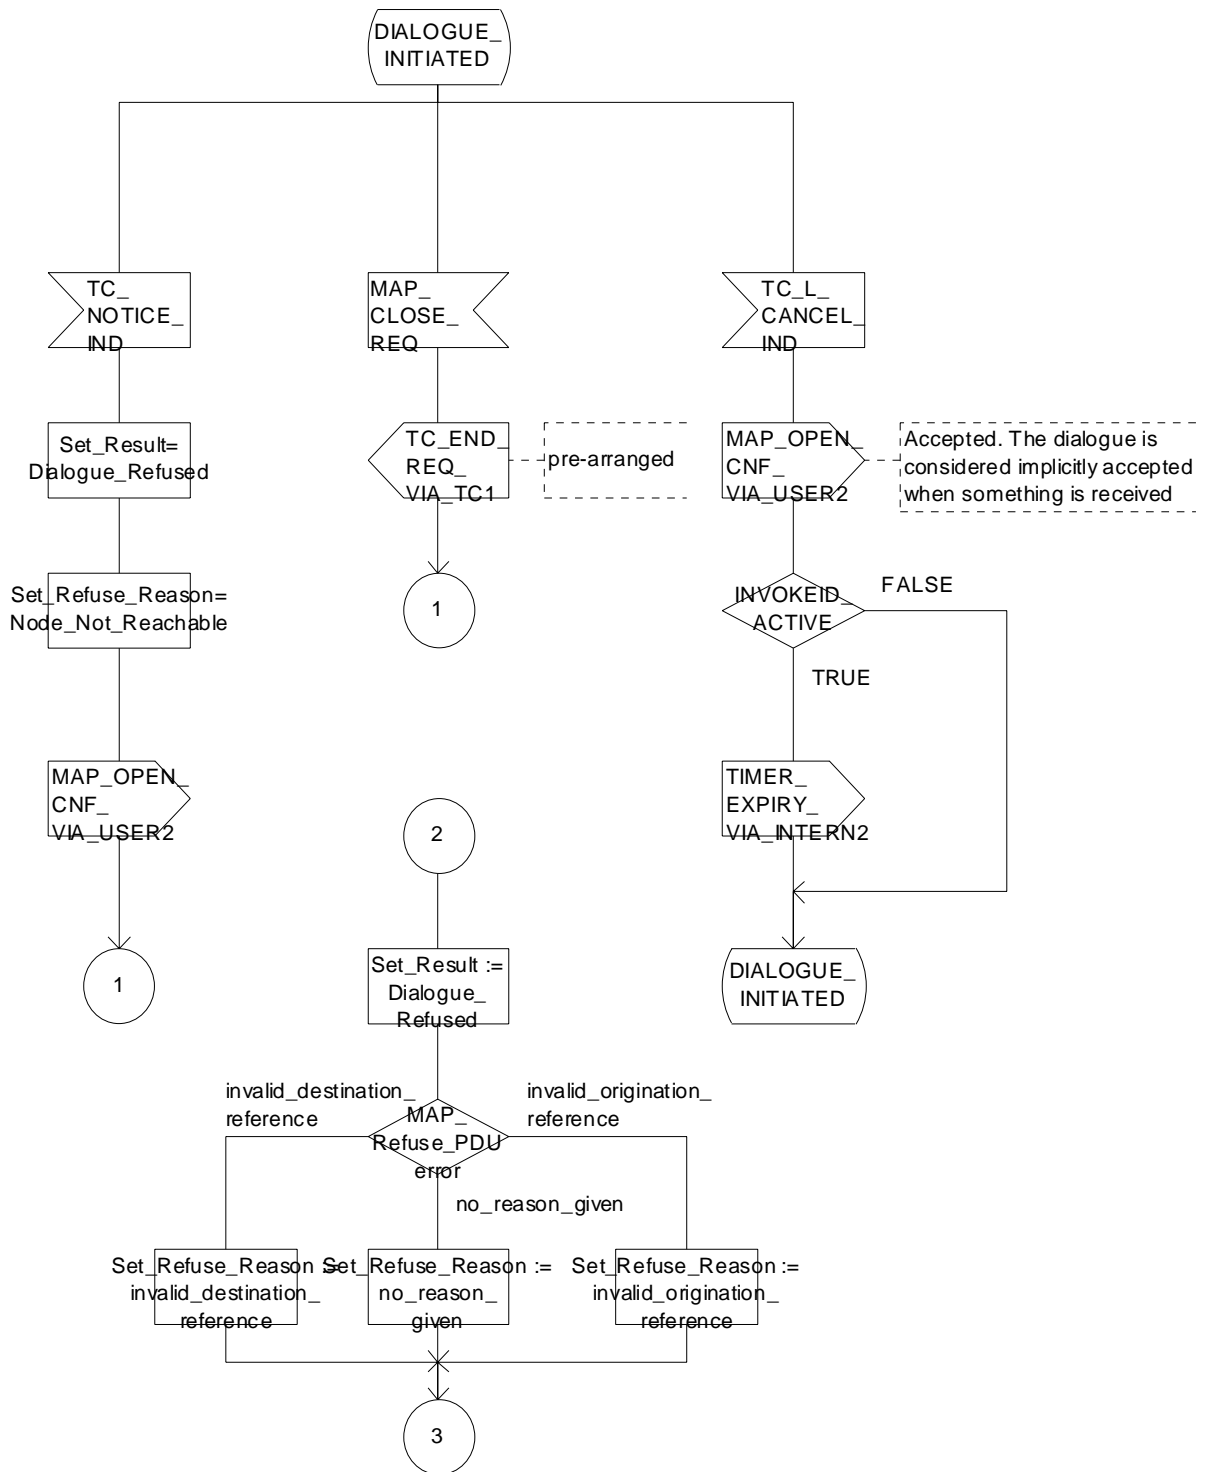 DIALOGUE_
INITIATED
TC_
NOTICE_
IND
MAP_
CLOSE_
REQ
TC_L_
CANCEL_
IND
Set_Result=
Dialogue_Refused
TC_END_
REQ_
VIA_TC1
pre-arranged
MAP_OPEN_
CNF_
VIA_USER2
Accepted. The dialogue is
considered implicitly accepted
when something is received
Set_Refuse_Reason=
Node_Not_Reachable
1
INVOKEID_
ACTIVE
FALSE
TRUE
MAP_OPEN_
CNF_
VIA_USER2
2
TIMER_
EXPIRY_
VIA_INTERN2
1
Set_Result :=
Dialogue_
Refused
DIALOGUE_
INITIATED
invalid_destination_
reference
MAP_
Refuse_PDU
error
invalid_origination_
reference
no_reason_given
Set_Refuse_Reason :=
invalid_destination_
reference
Set_Refuse_Reason :=
no_reason_
given
Set_Refuse_Reason :=
invalid_origination_
reference
3